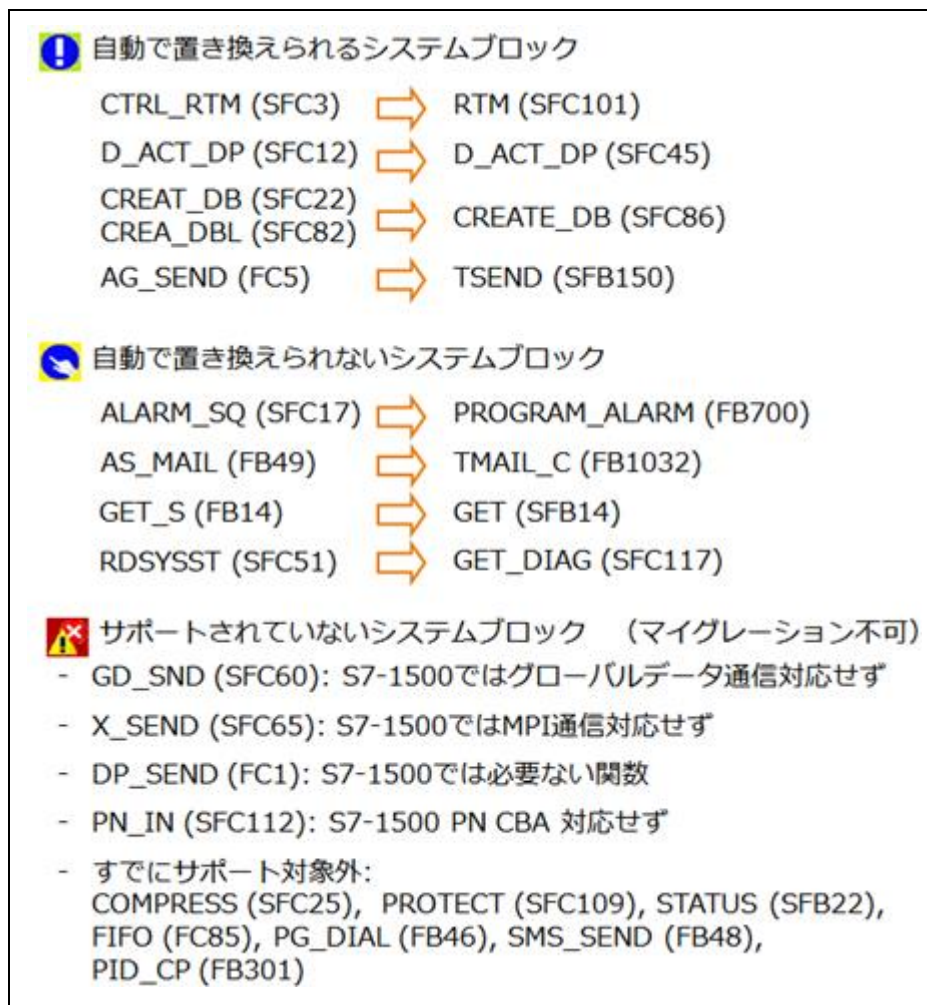 自動で置き換えられるシステムブロック
CTRL_RTM (SFC3) RTM (SFC101)
D_ACT_DP (SFC12) D_ACT_DP (SFC45)
CREAT_DB (SFC22)
CREA_DBL (SFC82) CREATE_DB (SFC86)
AG_SEND (FC5) TSEND (SFB150)
自動で置き換えられないシステムブロック
ALARM_SQ (SFC17) PROGRAM_ALARM (FB700)
AS_MAIL (FB49) TMAIL_C (FB1032)
GET_S (FB14) GET (SFB14)
RDSYSST (SFC51) GET_DIAG (SFC117)
サポートされていないシステムブロック （マイグレーション不可）
- GD_SND (SFC60): S7-1500ではグローバルデータ通信対応せず
- X_SEND (SFC65): S7-1500ではMPI通信対応せず
- DP_SEND (FC1): S7-1500では必要ない関数
- PN_IN (SFC112): S7-1500 PN CBA 対応せず
- すでにサポート対象外:
COMPRESS (SFC25), PROTECT (SFC109), STATUS (SFB22),
FIFO (FC85), PG_DIAL (FB46), SMS_SEND (FB48),
PID_CP (FB301)